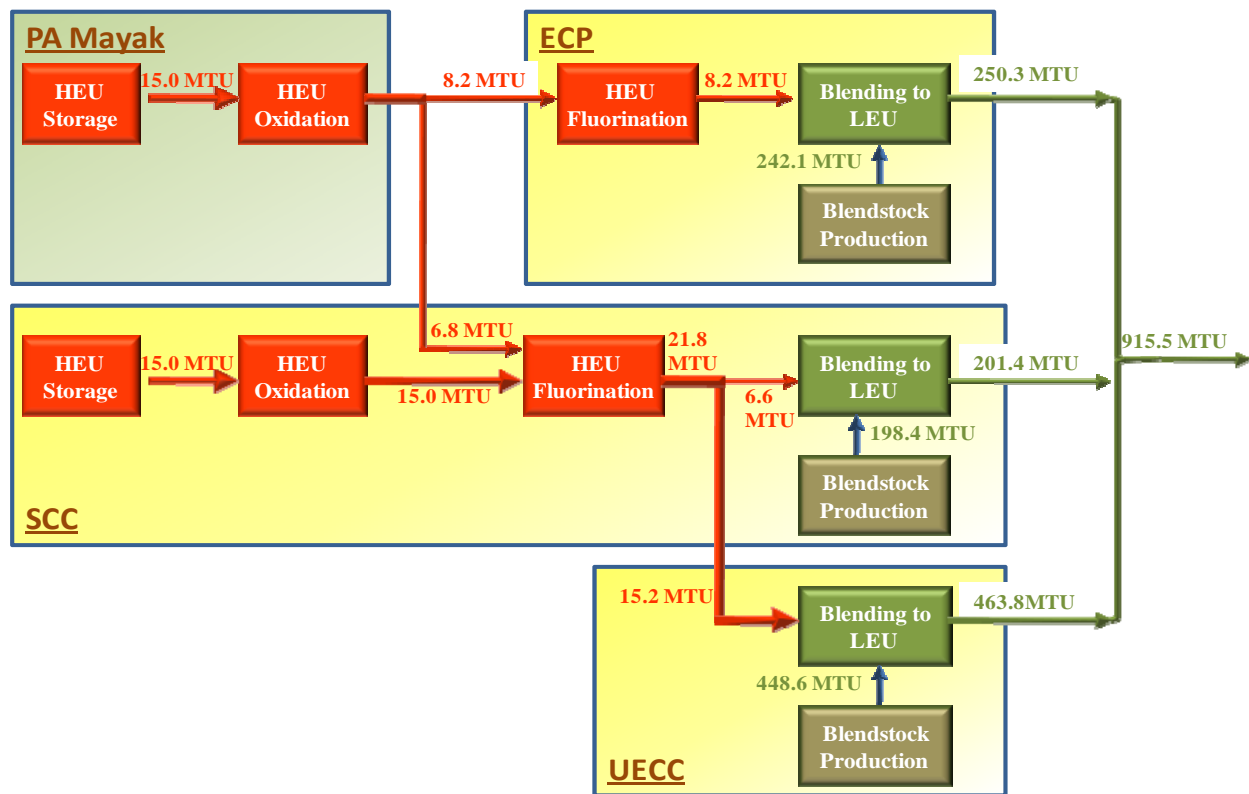 PA Mayak
HEU
Storage
15.0 MTU
HEU
Oxidation
8.2 MTU
ECP
HEU
Fluorination
8.2 MTU
Blending to
LEU
250.3 MTU
242.1 MTU
Blendstock
Production
HEU
Storage
15.0 MTU
HEU
Oxidation
6.8 MTU
15.0 MTU
HEU
Fluorination
21.8
MTU
6.6
MTU
Blending to
LEU
201.4 MTU
198.4 MTU
Blendstock
Production
SCC
915.5 MTU
15.2 MTU
Blending to
LEU
463.8MTU
448.6 MTU
Blendstock
Production
UECC